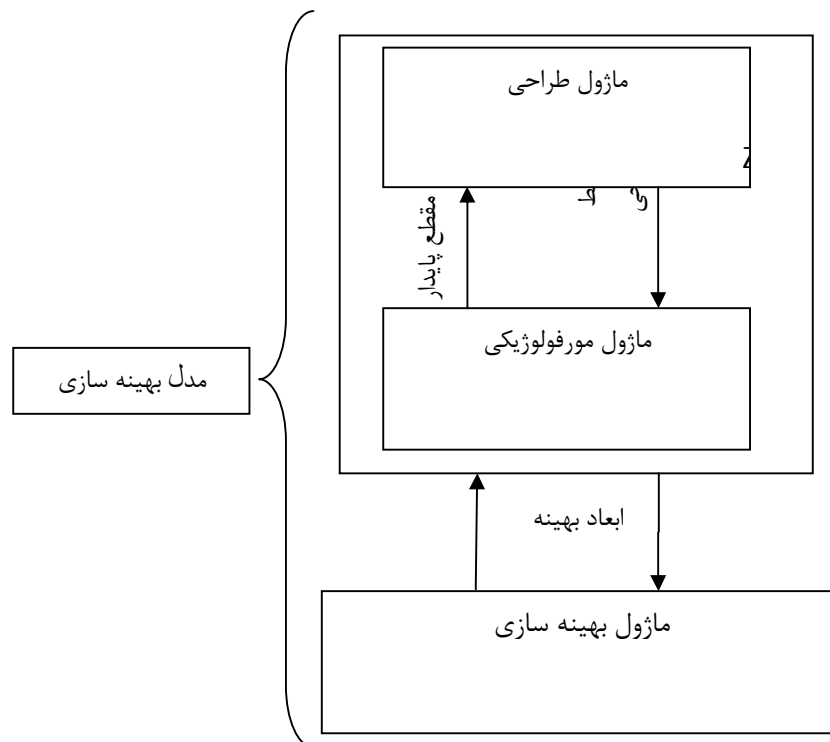 ماژول طراحی
مقطع پایدار
ماژول مورفولوژیکی
مدل بهینه سازی
ابعاد بهینه
ماژول بهینه سازی